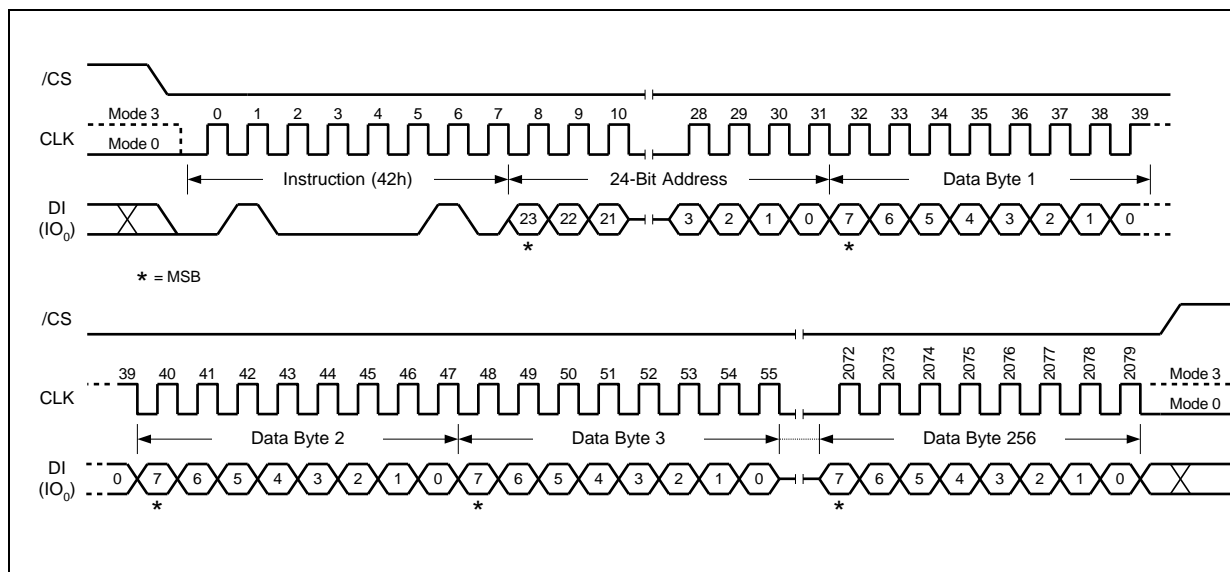 /CS
Mode 3 0 1 2 3 4 5 6 7 8 9 10 28 29 30 31 32 33 34 35 36 37 38 39
CLK
Mode 0
Instruction (42h) 24-Bit Address Data Byte 1
DI
(IO0) 23 22 21 3 2 1 0 7 6 5 4 3 2 1 0
* *
* = MSB
/CS
39 40 41 42 43 44 45 46 47 48 49 50 51 52 53 54 55 2072 2073 2074 2075 2076 2077 2078 2079 Mode 3
CLK
Mode 0
Data Byte 2 Data Byte 3 Data Byte 256
DI
(IO0) 0 7 6 5 4 3 2 1 0 7 6 5 4 3 2 1 0 7 6 5 4 3 2 1 0
* * *